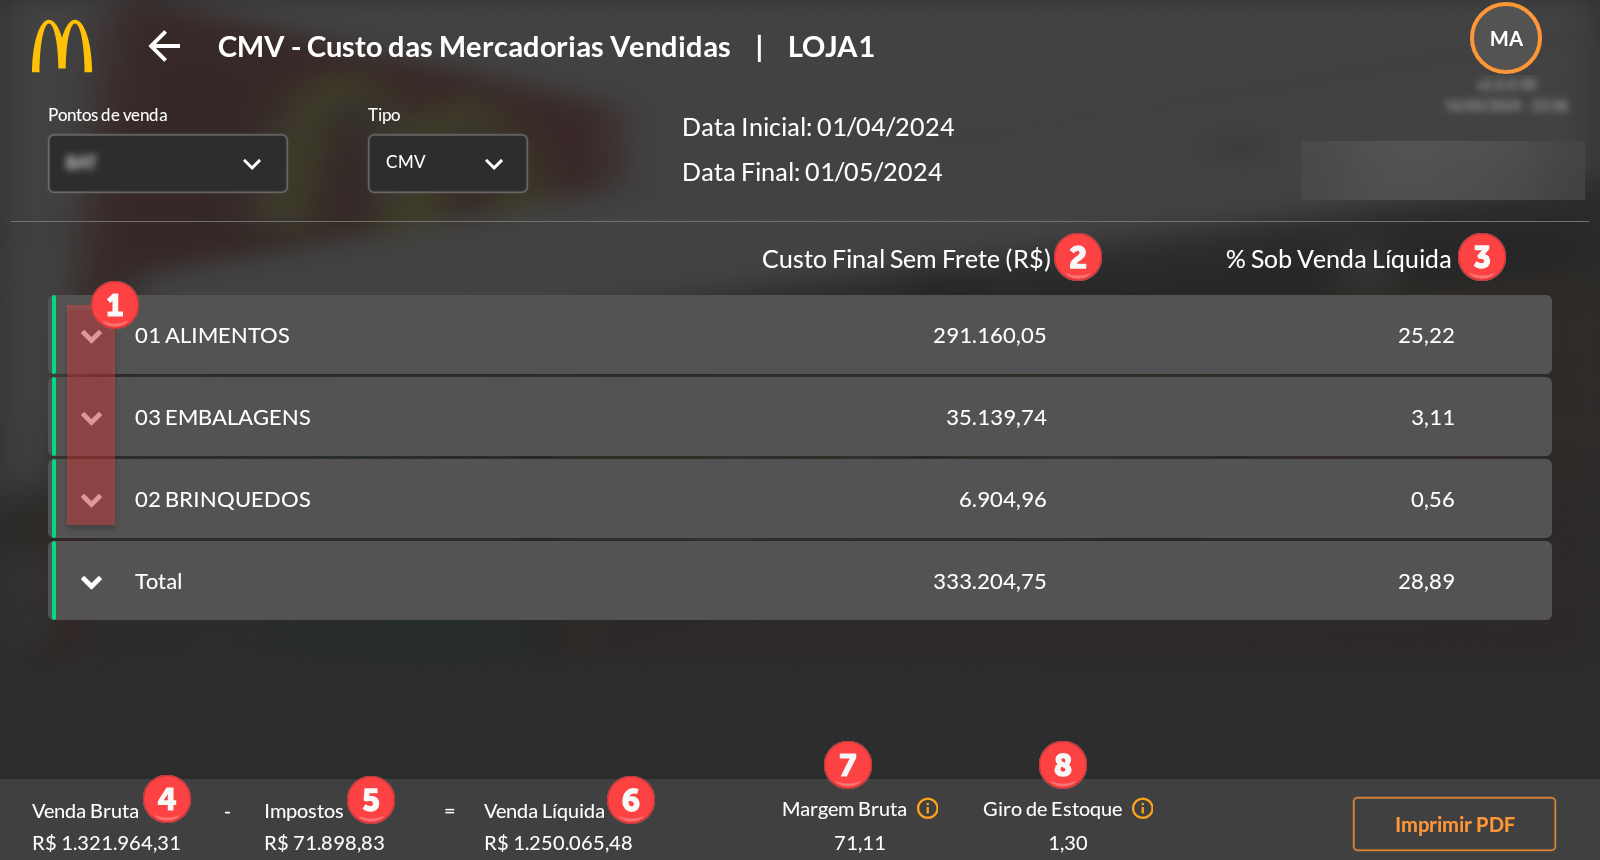 CMV - Custo das Mercadorias Vendidas | LOJA1
MA
Pontos de venda
Tipo
CMV
Data Inicial: 01/04/2024
Data Final: 01/05/2024
Custo Final Sem Frete (R$) 2
% Sob Venda Líquida 3
1
01 ALIMENTOS 291.160,05 25,22
03 EMBALAGENS 35.139,74 3,11
02 BRINQUEDOS 6.904,96 0,56
Total 333.204,75 28,89
Venda Bruta 4 - Impostos 5 = Venda Líquida 6
R$ 1.321.964,31 R$ 71.898,83 R$ 1.250.065,48
7
Margem Bruta
71,11
8
Giro de Estoque
1,30
Imprimir PDF